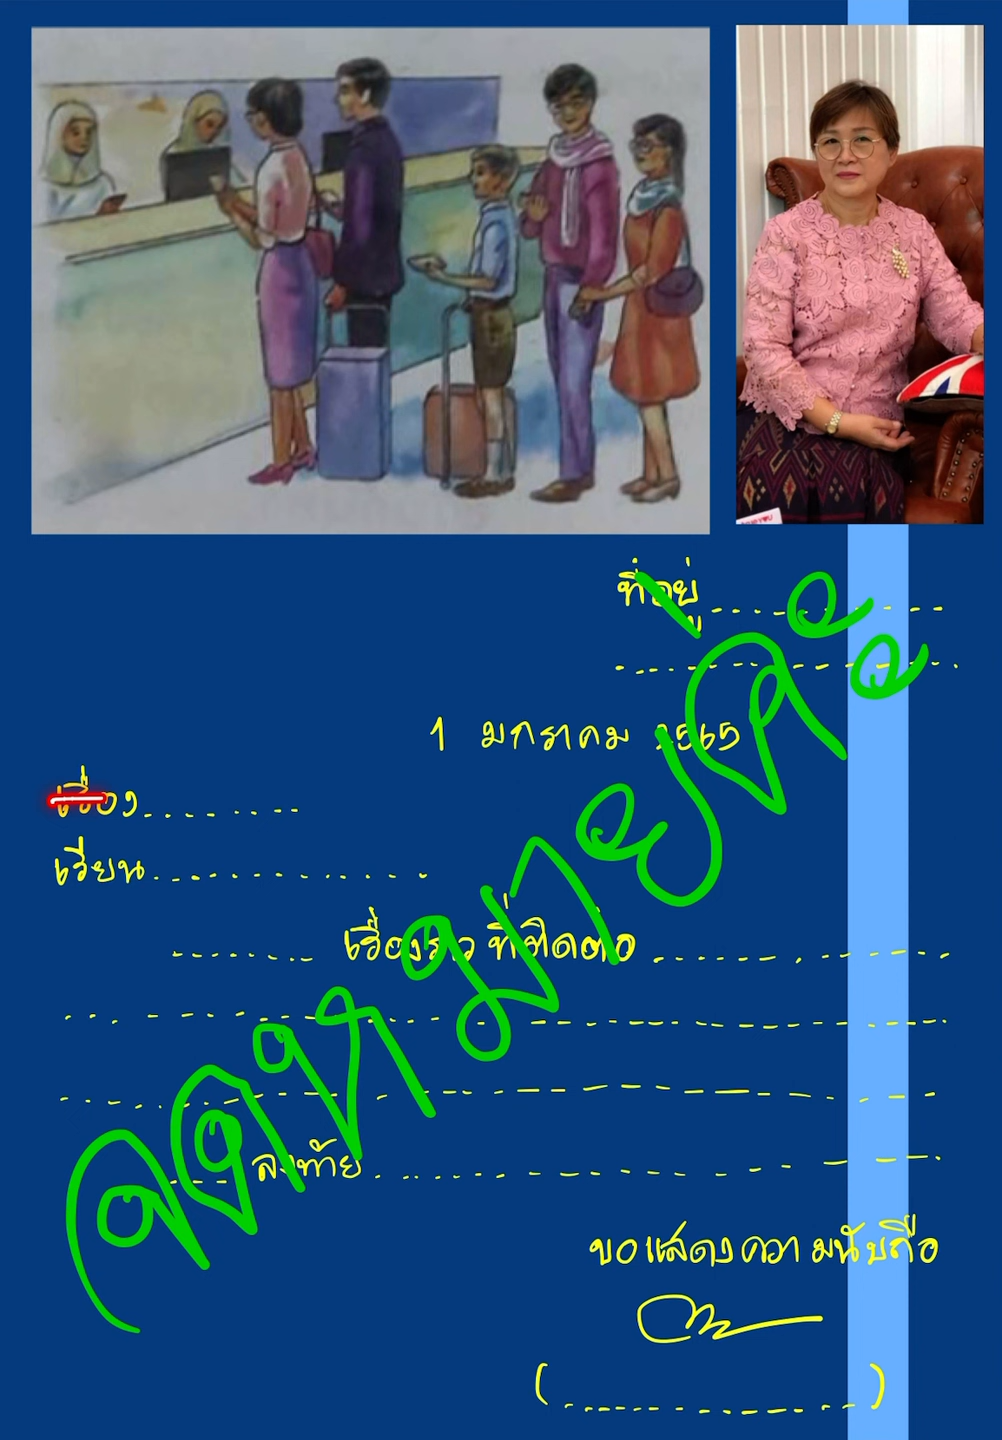 ที่อยู่....................
....................
1 มกราคม 2565
เรื่อง.........
เรียน..............
......... เรื่องราวที่ติดต่อ ....................
....................
....................
..... ลงท้าย....................
ขอแสดงความนับถือ
(....................)
จดหมายคะ